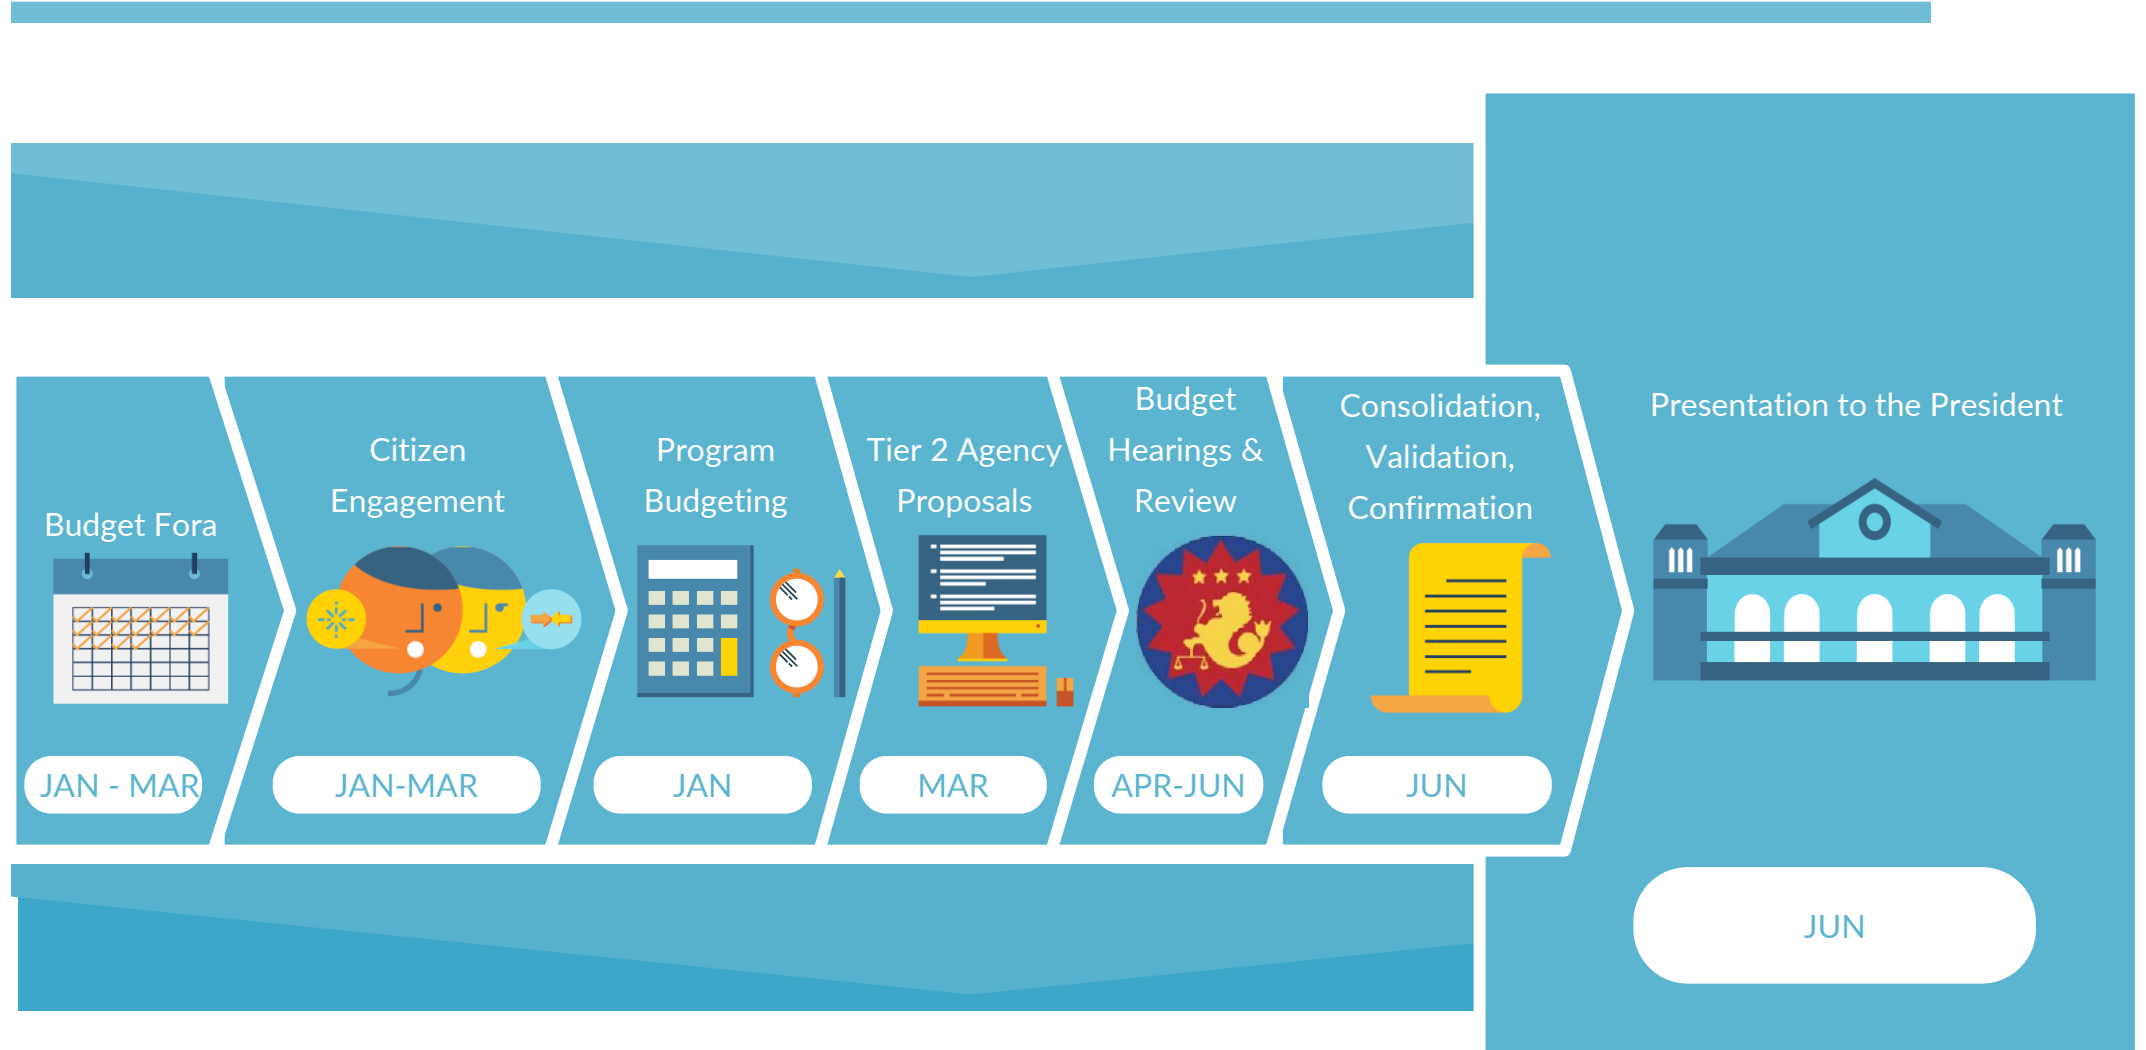 Budget Fora
JAN - MAR
Citizen
Engagement
JAN-MAR
Program
Budgeting
JAN
Tier 2 Agency
Proposals
MAR
Budget
Hearings &
Review
APR-JUN
Consolidation,
Validation,
Confirmation
JUN
Presentation to the President
JUN